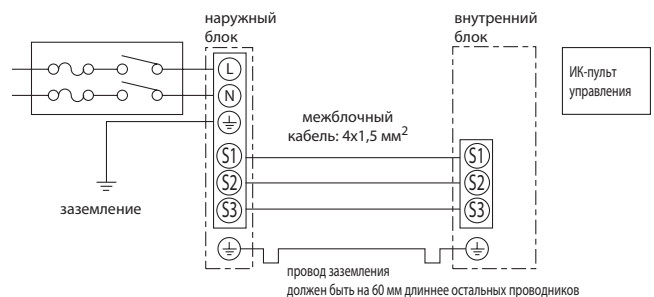 наружный
блок
внутренний
блок
L
N
ИК-пульт
управления
межблочный
кабель: 4x1,5 мм²
S1
S2
S3
S1
S2
S3
заземление
провод заземления
должен быть на 60 мм длиннее остальных проводников